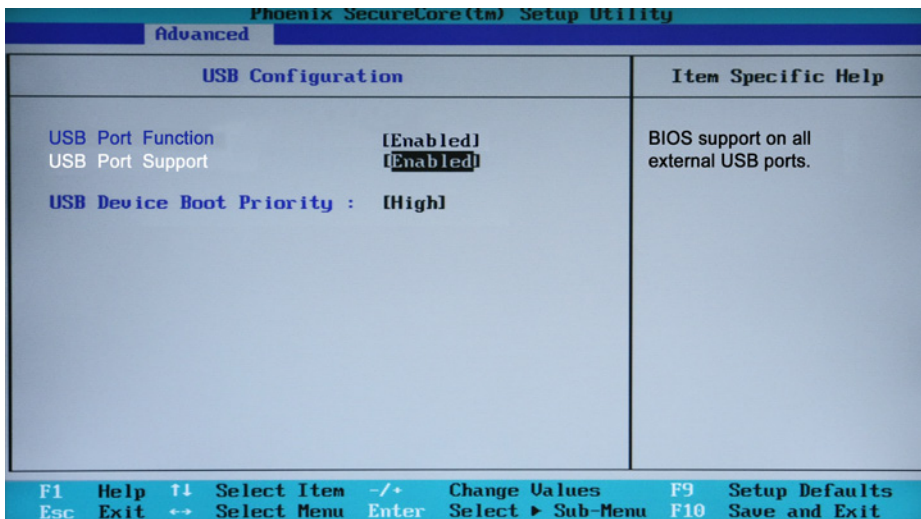 Phoenix SecureCore(tm) Setup Utility
Advanced
USB Configuration
Item Specific Help
USB Port Function [Enabled]
USB Port Support [Enabled]
USB Device Boot Priority : [High]
BIOS support on all
external USB ports.
F1 Help ↑↓ Select Item -/+ Change Values F9 Setup Defaults
Esc Exit ↔ Select Menu Enter Select ▶ Sub-Menu F10 Save and Exit